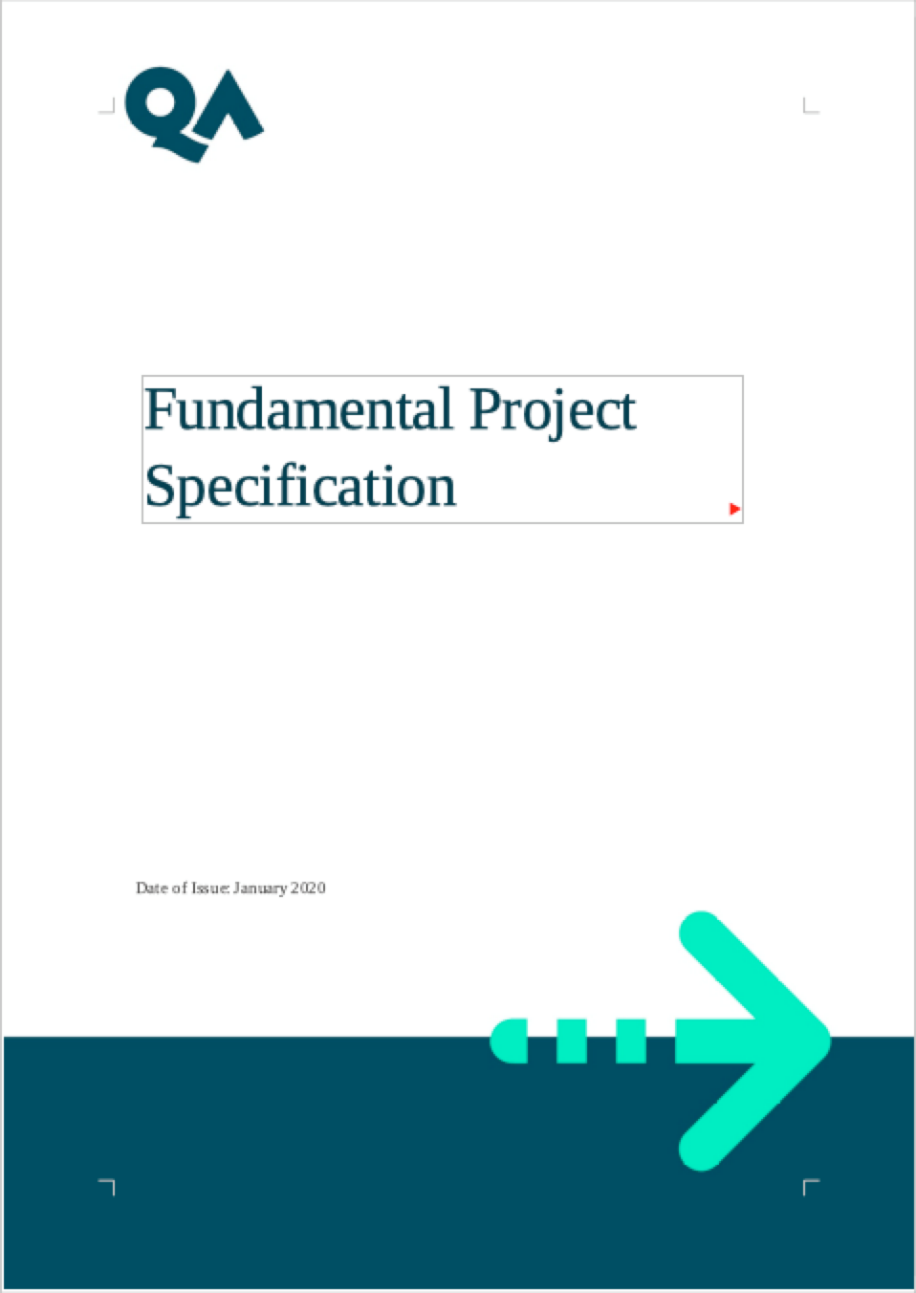 QA
Fundamental Project
Specification
Date of Issue: January 2020